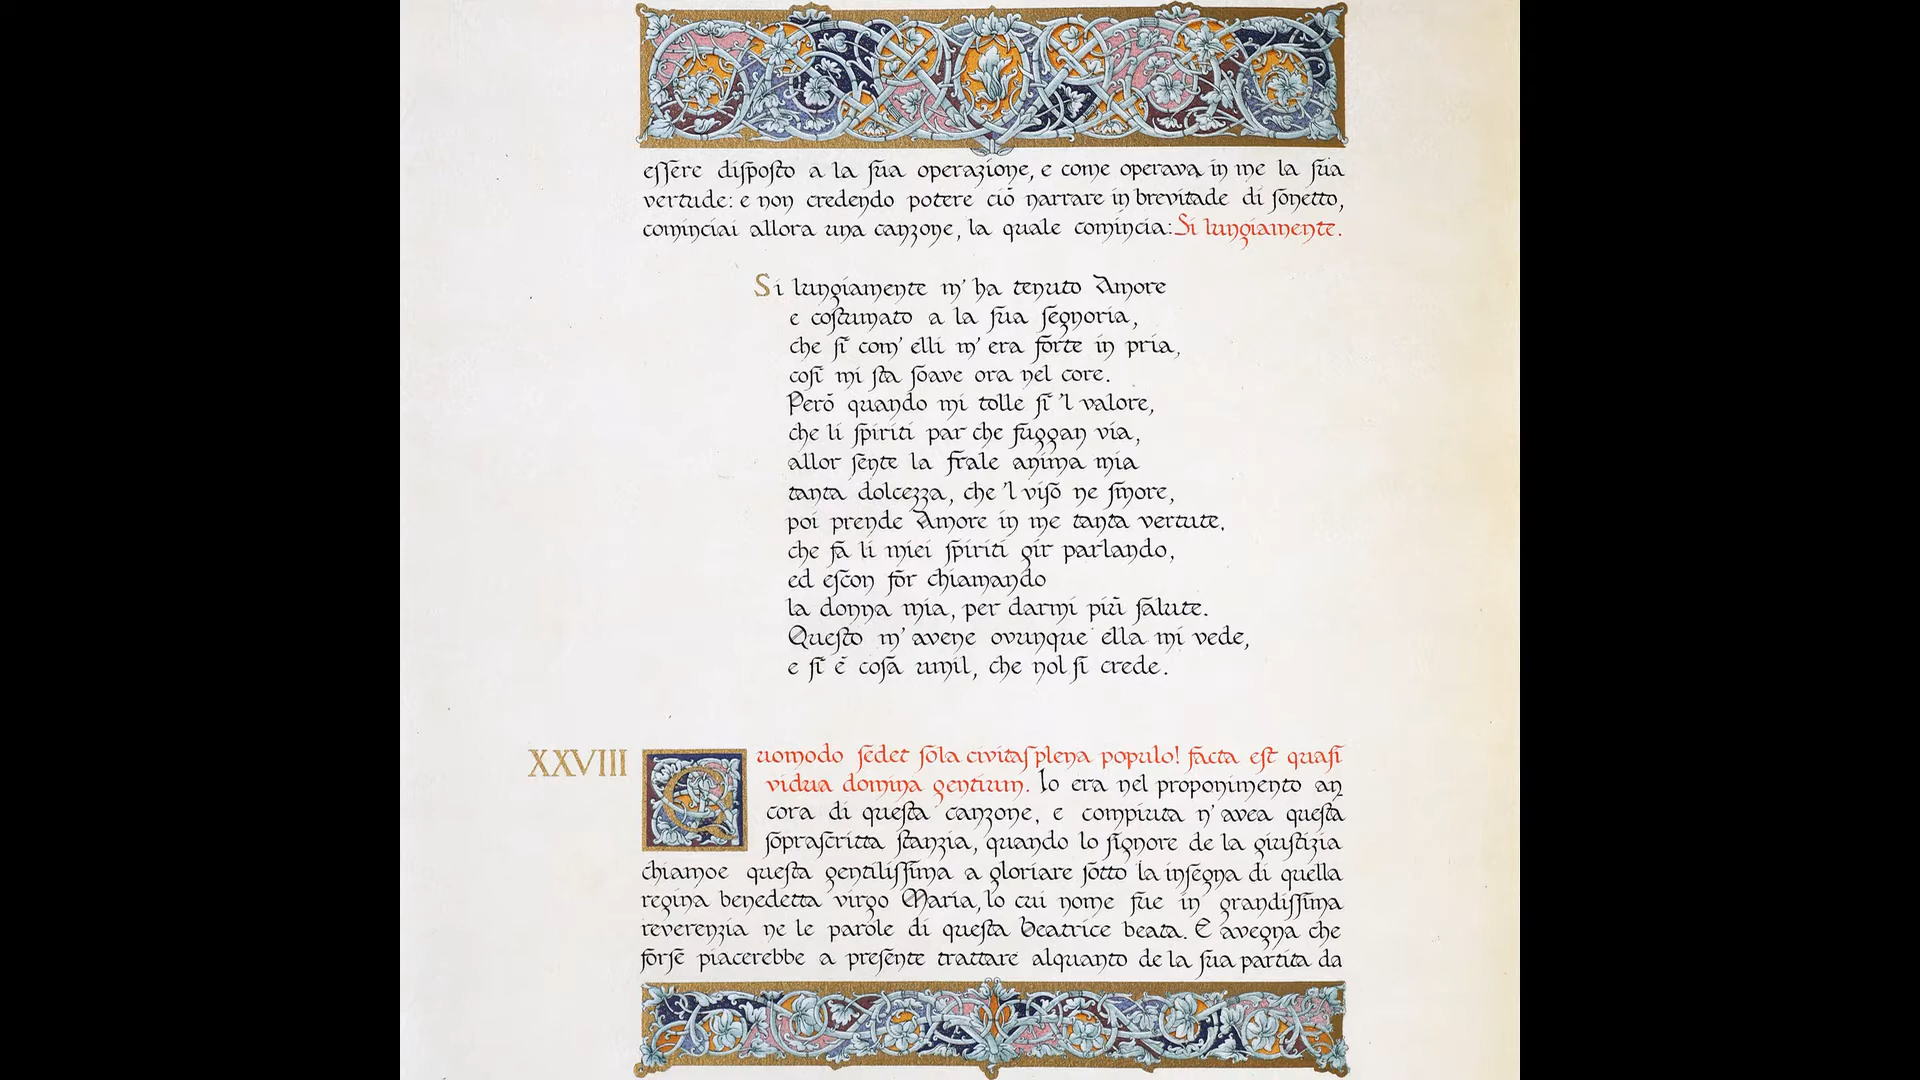 essere disposto a la sua operazione, e come operava in me la sua
vertude: e non credendo potere ciò narrare in brevitade di sonetto,
cominciai allora una canzone, la quale comincia: Si lungiamente.
Si lungiamente m'ha tenuto Amore
e costumato a la sua segnoria,
che sì com' elli m'era forte in pria,
così mi sta soave ora nel core.
Però quando mi tolle sì 'l valore,
che li spiriti par che fuggan via,
allor sente la frale anima mia
tanta dolcezza, che 'l viso ne smore,
poi prende Amore in me tanta vertute,
che fa li miei spiriti gir parlando,
ed escon for chiamando
la donna mia, per darmi più salute.
Questo m'avene ovunque ella mi vede,
e sì è cosa umil, che nol si crede.
XXVIII Quomodo sedet sola civitas plena populo! facta est quasi
vidua domina gentium. Io era nel proponimento an
cora di questa canzone, e compiuta n'avea questa
soprascritta stanzia, quando lo signore de la giustizia
chiamoe questa gentilissima a gloriare sotto la insegna di quella
regina benedetta virgo Maria, lo cui nome fue in grandissima
reverenzia ne le parole di questa Beatrice beata. E avegna che
forse piacerebbe a presente trattare alquanto de la sua partita da